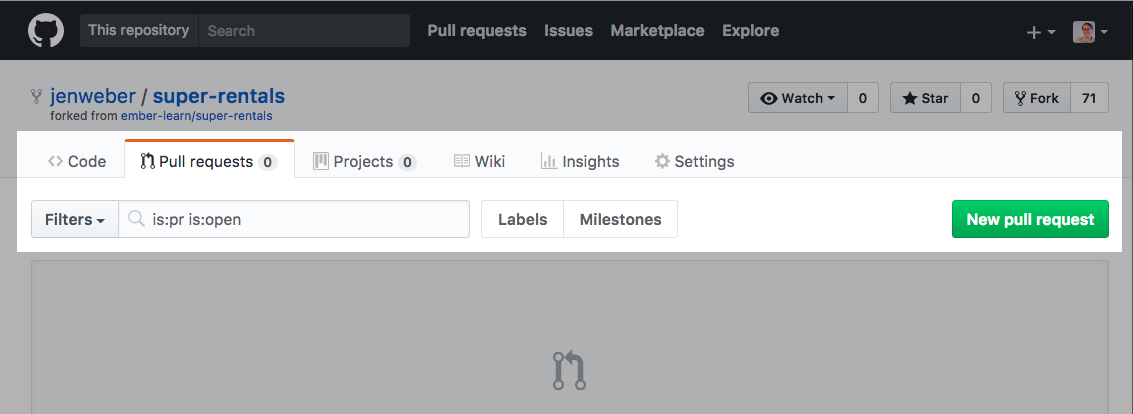 This repository Search Pull requests Issues Marketplace Explore
jenweber / super-rentals Watch 0 Star 0 Fork 71
forked from ember-learn/super-rentals
Code Pull requests 0 Projects 0 Wiki Insights Settings
Filters is:pr is:open Labels Milestones New pull request